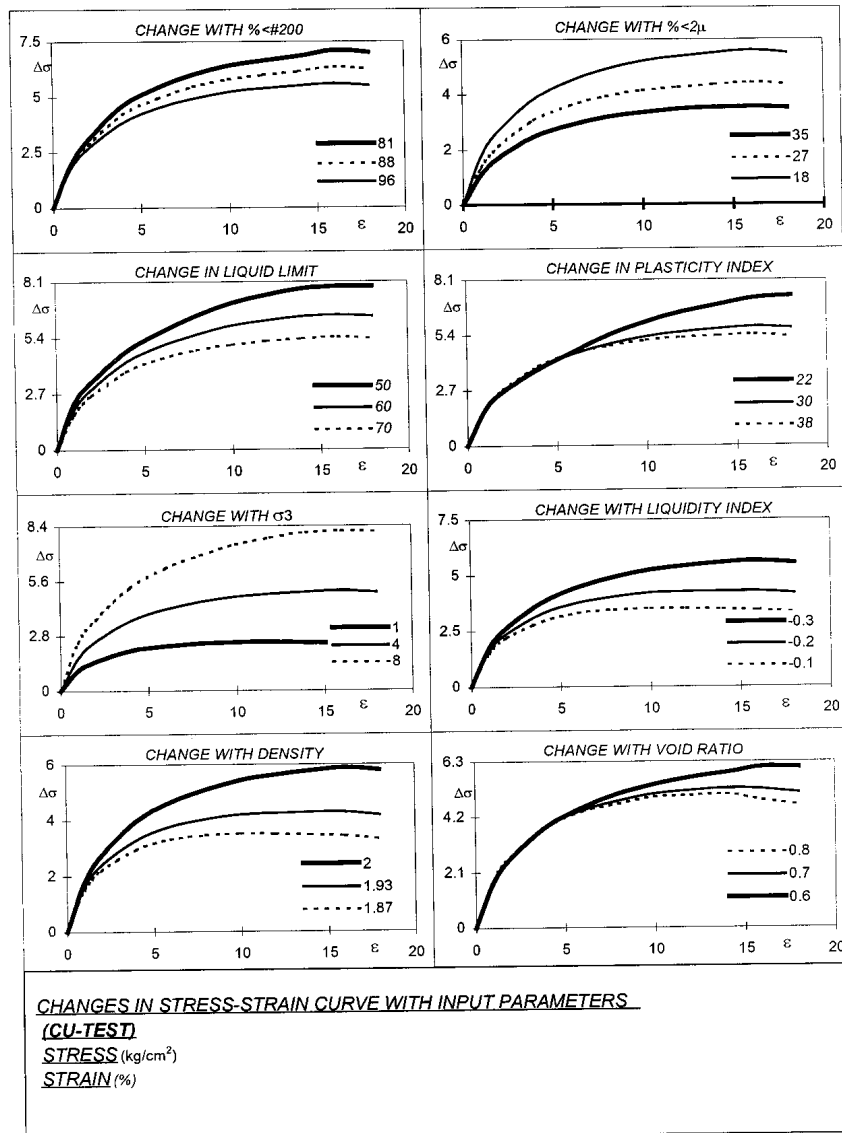 CHANGE WITH %<#200
7.5
Δσ
5
2.5
0
81
88
96
0 5 10 15 ε 20
CHANGE WITH %<2μ
6
Δσ
4
2
0
35
27
18
0 5 10 15 ε 20
CHANGE IN LIQUID LIMIT
8.1
Δσ
5.4
2.7
0
50
60
70
0 5 10 15 ε 20
CHANGE IN PLASTICITY INDEX
8.1
Δσ
5.4
2.7
0
22
30
38
0 5 10 15 ε 20
CHANGE WITH σ3
8.4
Δσ
5.6
2.8
0
1
4
8
0 5 10 15 ε 20
CHANGE WITH LIQUIDITY INDEX
7.5
Δσ
5
2.5
0
-0.3
-0.2
-0.1
0 5 10 15 ε 20
CHANGE WITH DENSITY
6
Δσ
4
2
0
2
1.93
1.87
0 5 10 15 ε 20
CHANGE WITH VOID RATIO
6.3
Δσ
4.2
2.1
0
0.8
0.7
0.6
0 5 10 15 ε 20
CHANGES IN STRESS-STRAIN CURVE WITH INPUT PARAMETERS
(CU-TEST)
STRESS (kg/cm²)
STRAIN (%)